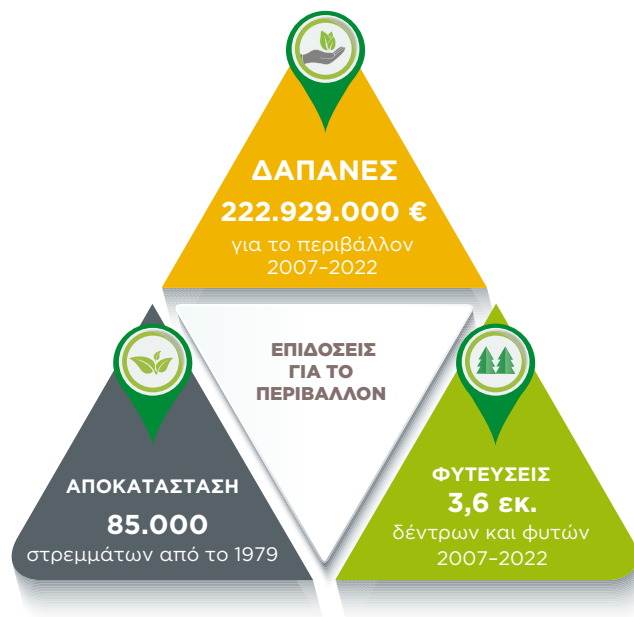 ΔΑΠΑΝΕΣ
222.929.000 €
για το περιβάλλον
2007–2022
ΕΠΙΔΟΣΕΙΣ
ΓΙΑ ΤΟ
ΠΕΡΙΒΑΛΛΟΝ
ΑΠΟΚΑΤΑΣΤΑΣΗ
85.000
στρεμμάτων από το 1979
ΦΥΤΕΥΣΕΙΣ
3,6 εκ.
δέντρων και φυτών
2007–2022